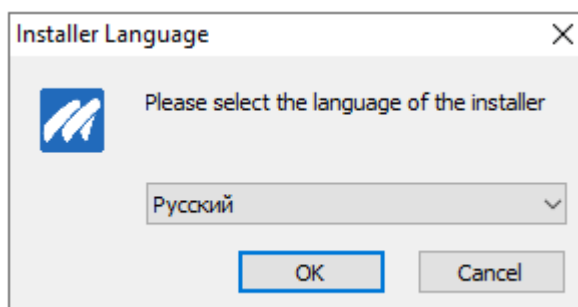 Installer Language
Please select the language of the installer
Русский
OK
Cancel